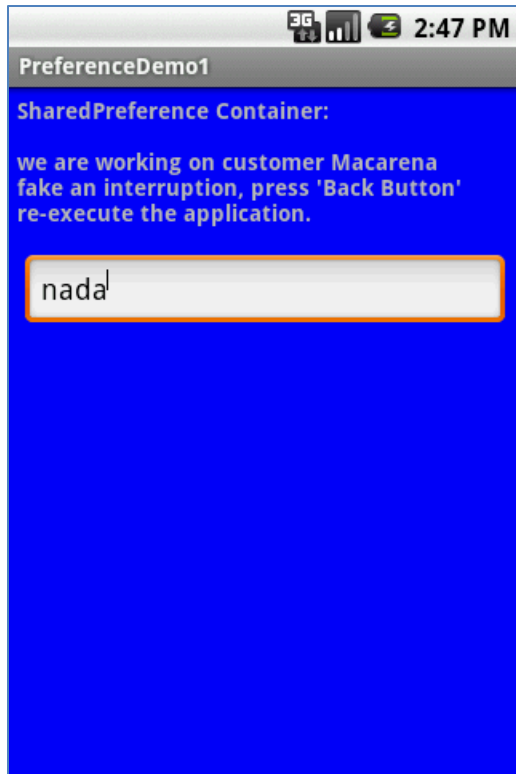 3G 2:47 PM
PreferenceDemo1
SharedPreference Container:
we are working on customer Macarena
fake an interruption, press 'Back Button'
re-execute the application.
nada